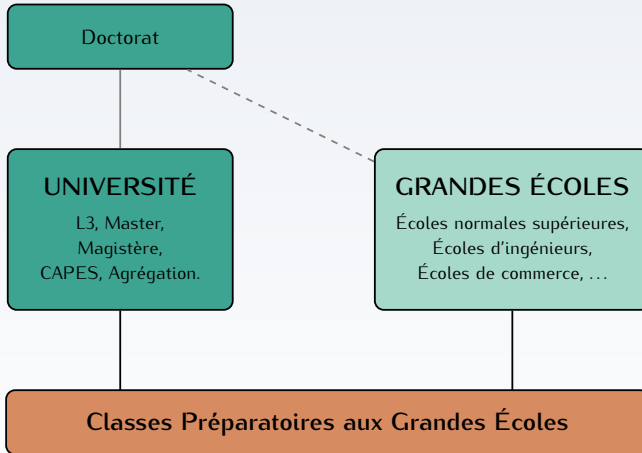 Doctorat
UNIVERSITÉ
L3, Master,
Magistère,
CAPES, Agrégation.
GRANDES ÉCOLES
Écoles normales supérieures,
Écoles d'ingénieurs,
Écoles de commerce, ...
Classes Préparatoires aux Grandes Écoles